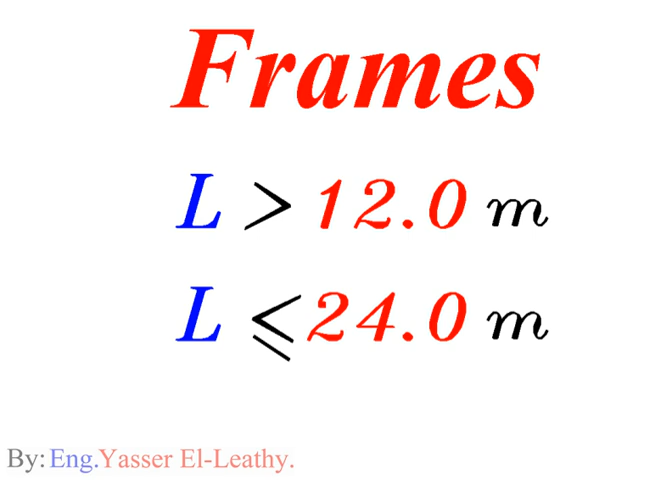 Frames
L > 12.0 m
L ⩽ 24.0 m
By: Eng.Yasser El-Leathy.